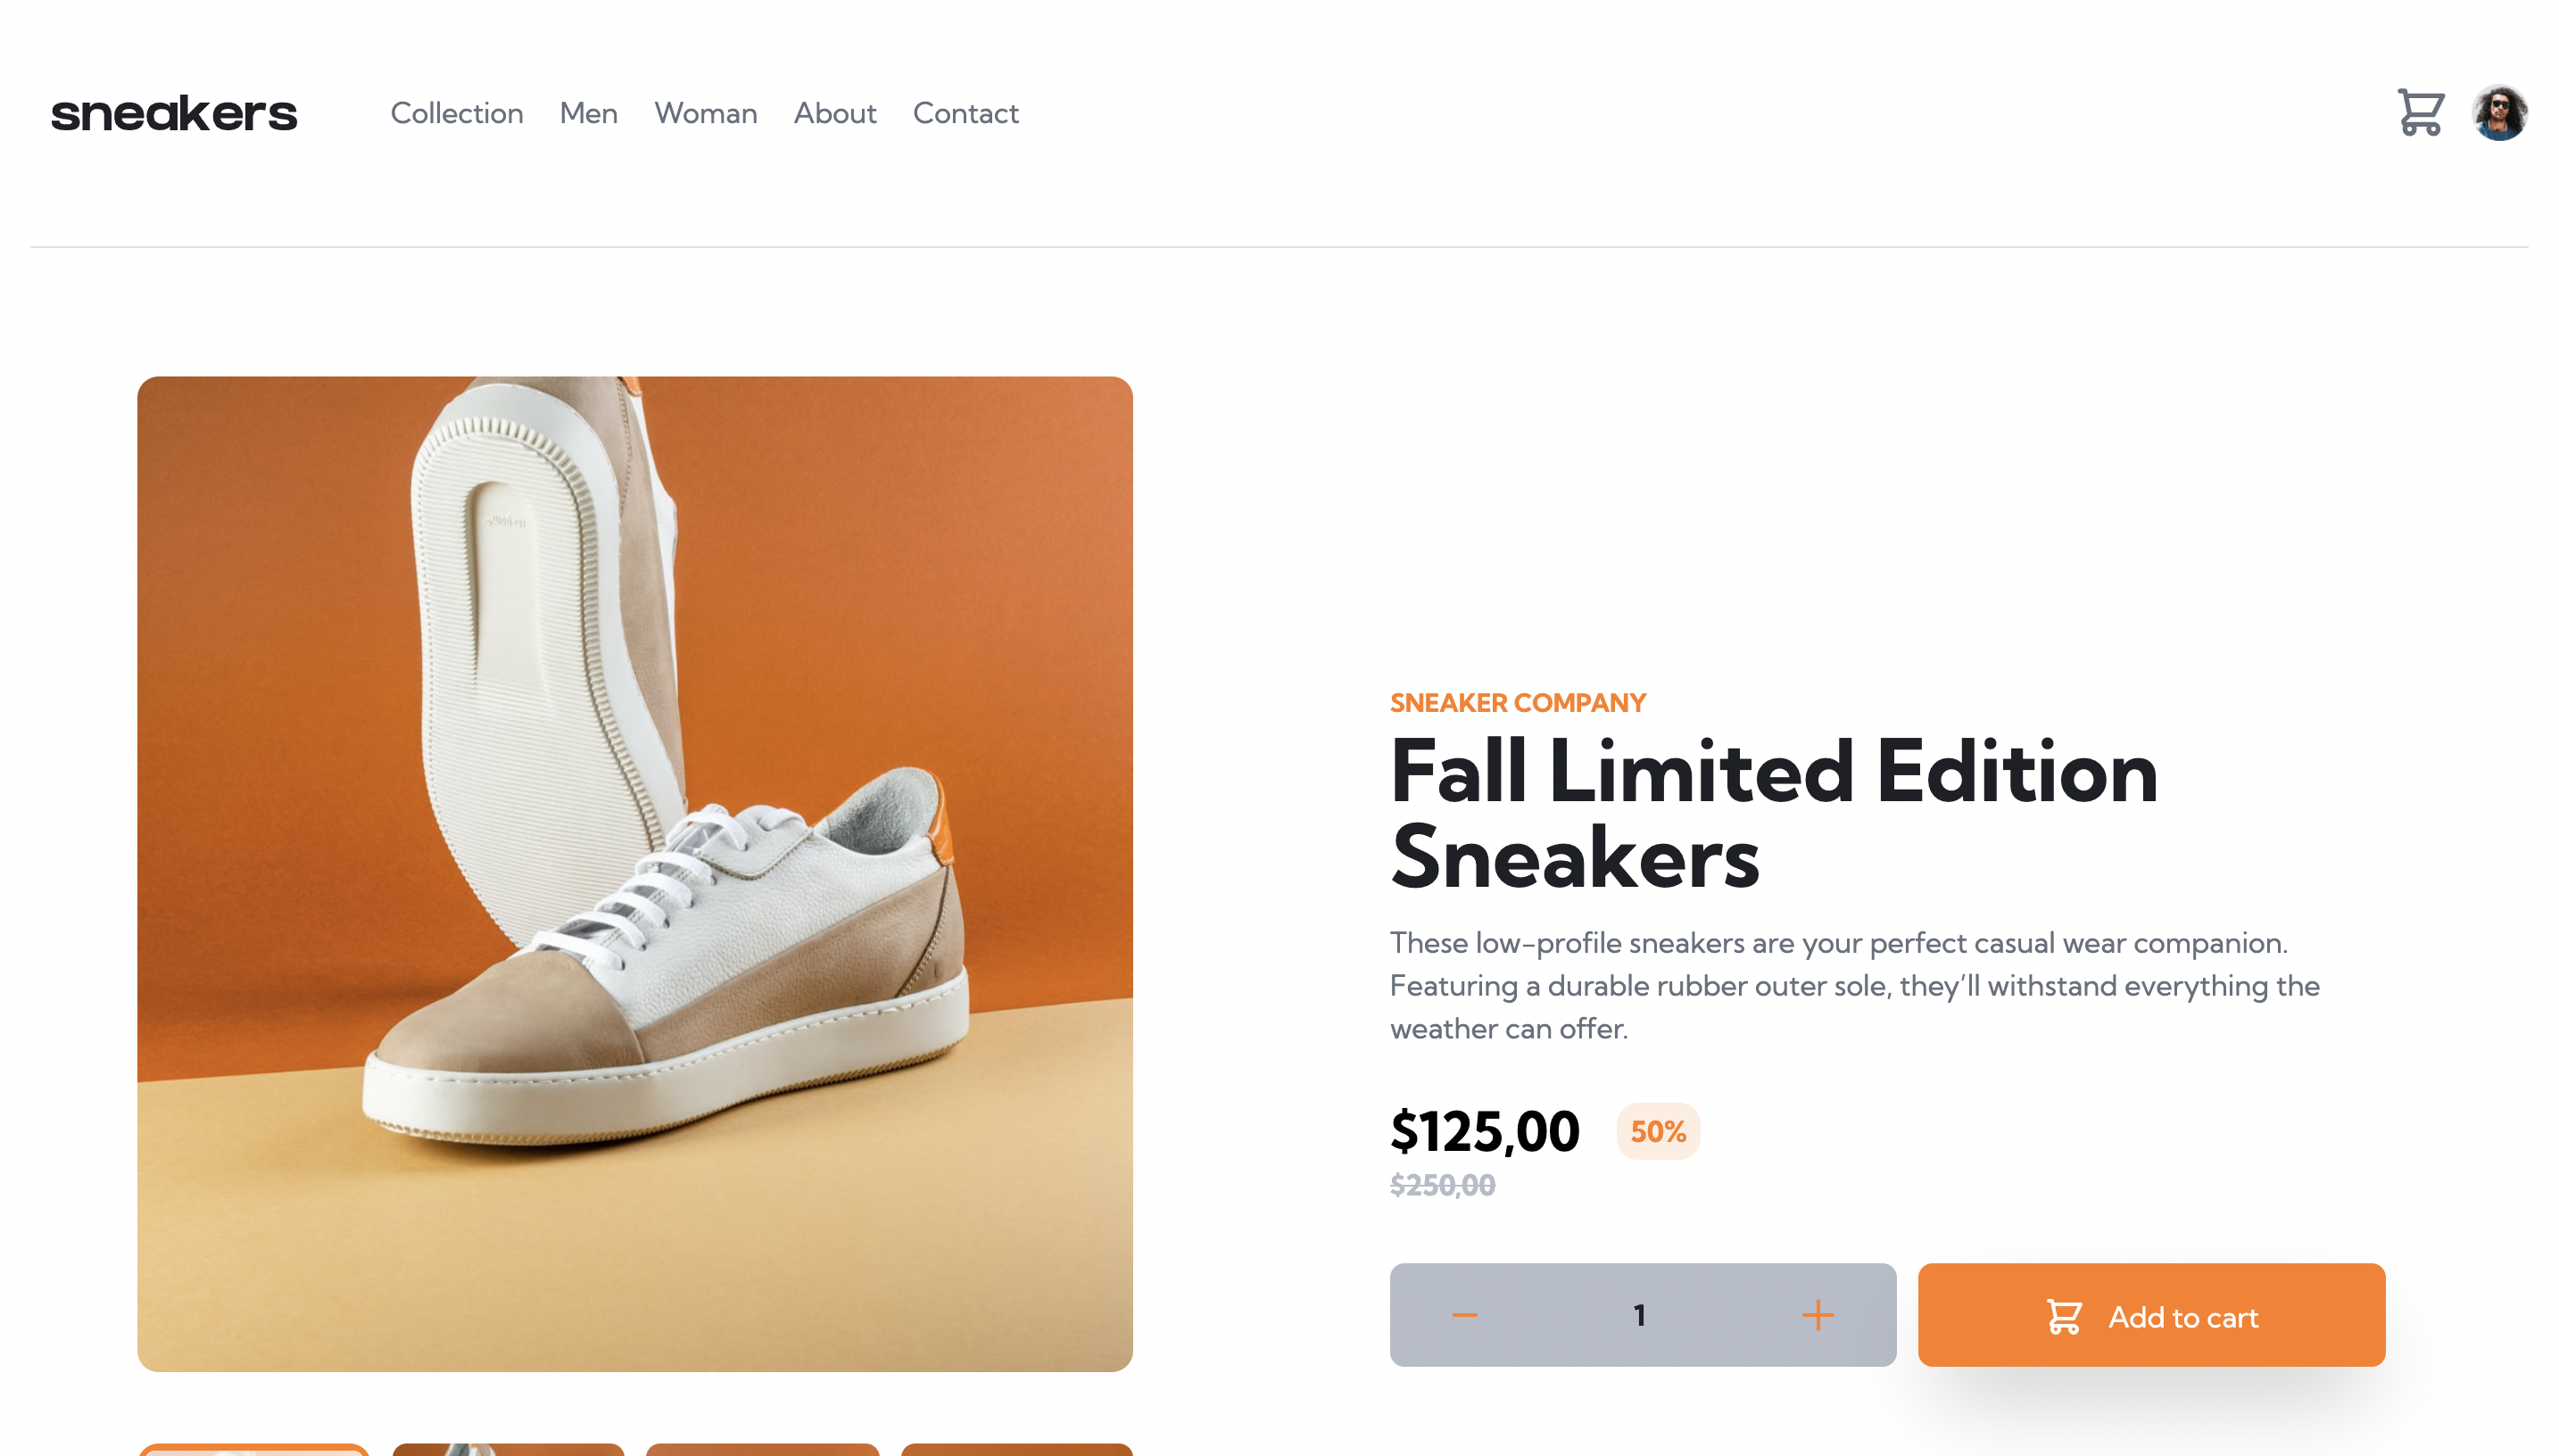 sneakers
Collection Men Woman About Contact
SNEAKER COMPANY
Fall Limited Edition
Sneakers
These low-profile sneakers are your perfect casual wear companion.
Featuring a durable rubber outer sole, they’ll withstand everything the
weather can offer.
$125,00 50%
$250,00
1
Add to cart